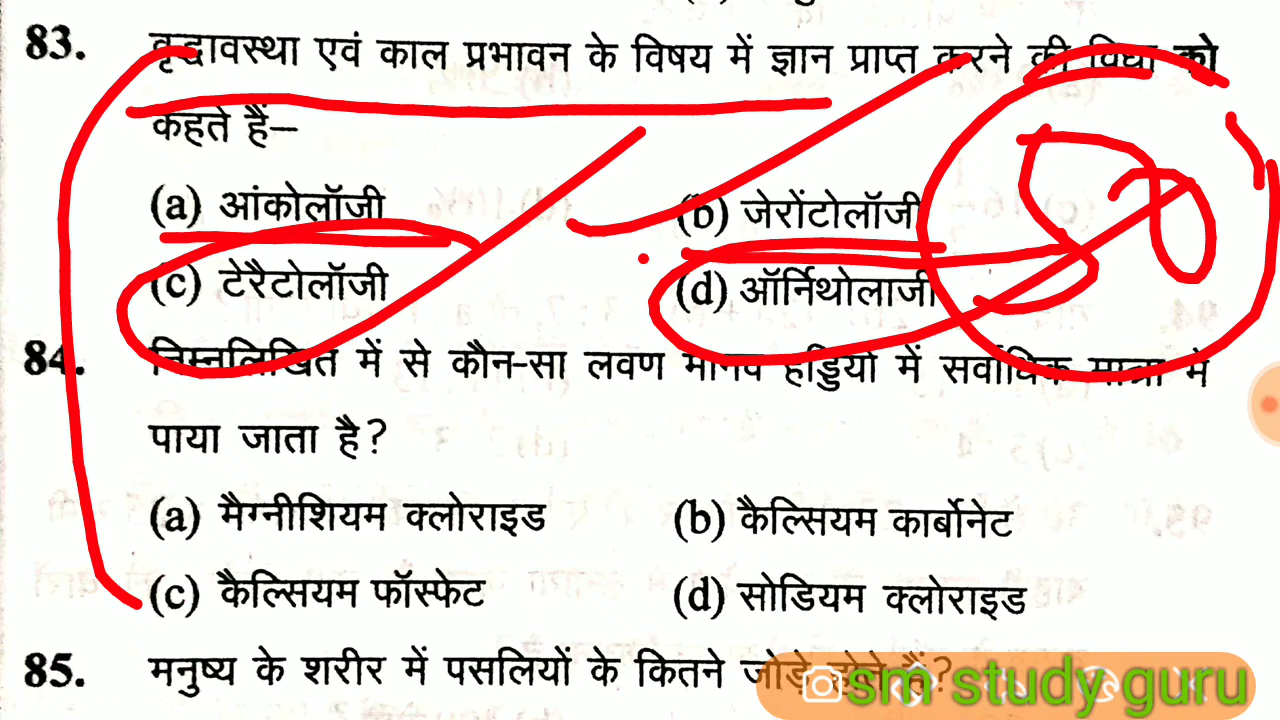 83. वृद्धावस्था एवं काल प्रभावन के विषय में ज्ञान प्राप्त करने की विधा को
कहते हैं–
(a) आंकोलॉजी (b) जेरोंटोलॉजी
(c) टेरैटोलॉजी (d) ऑर्निथोलाजी
84. निम्नलिखित में से कौन-सा लवण मानव हड्डियों में सर्वाधिक मात्रा में
पाया जाता है?
(a) मैग्नीशियम क्लोराइड (b) कैल्सियम कार्बोनेट
(c) कैल्सियम फॉस्फेट (d) सोडियम क्लोराइड
85. मनुष्य के शरीर में पसलियों के कितने जोड़े होते हैं?
sm study guru